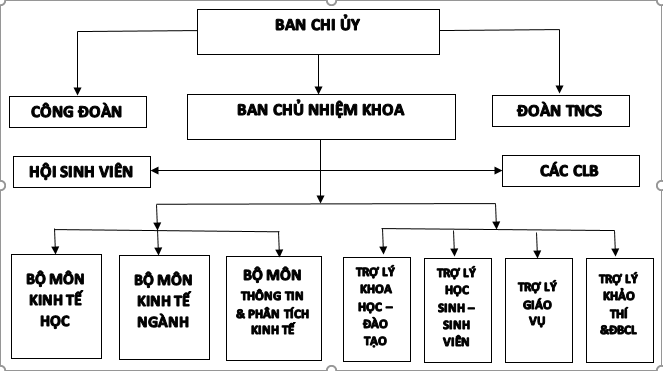 BAN CHI ỦY
CÔNG ĐOÀN
BAN CHỦ NHIỆM KHOA
ĐOÀN TNCS
HỘI SINH VIÊN
CÁC CLB
BỘ MÔN
KINH TẾ
HỌC
BỘ MÔN
KINH TẾ
NGÀNH
BỘ MÔN
THÔNG TIN
& PHÂN TÍCH
KINH TẾ
TRỢ LÝ
KHOA
HỌC –
ĐÀO
TẠO
TRỢ LÝ
HỌC
SINH –
SINH
VIÊN
TRỢ LÝ
GIÁO
VỤ
TRỢ LÝ
KHẢO
THÍ
&ĐBCL